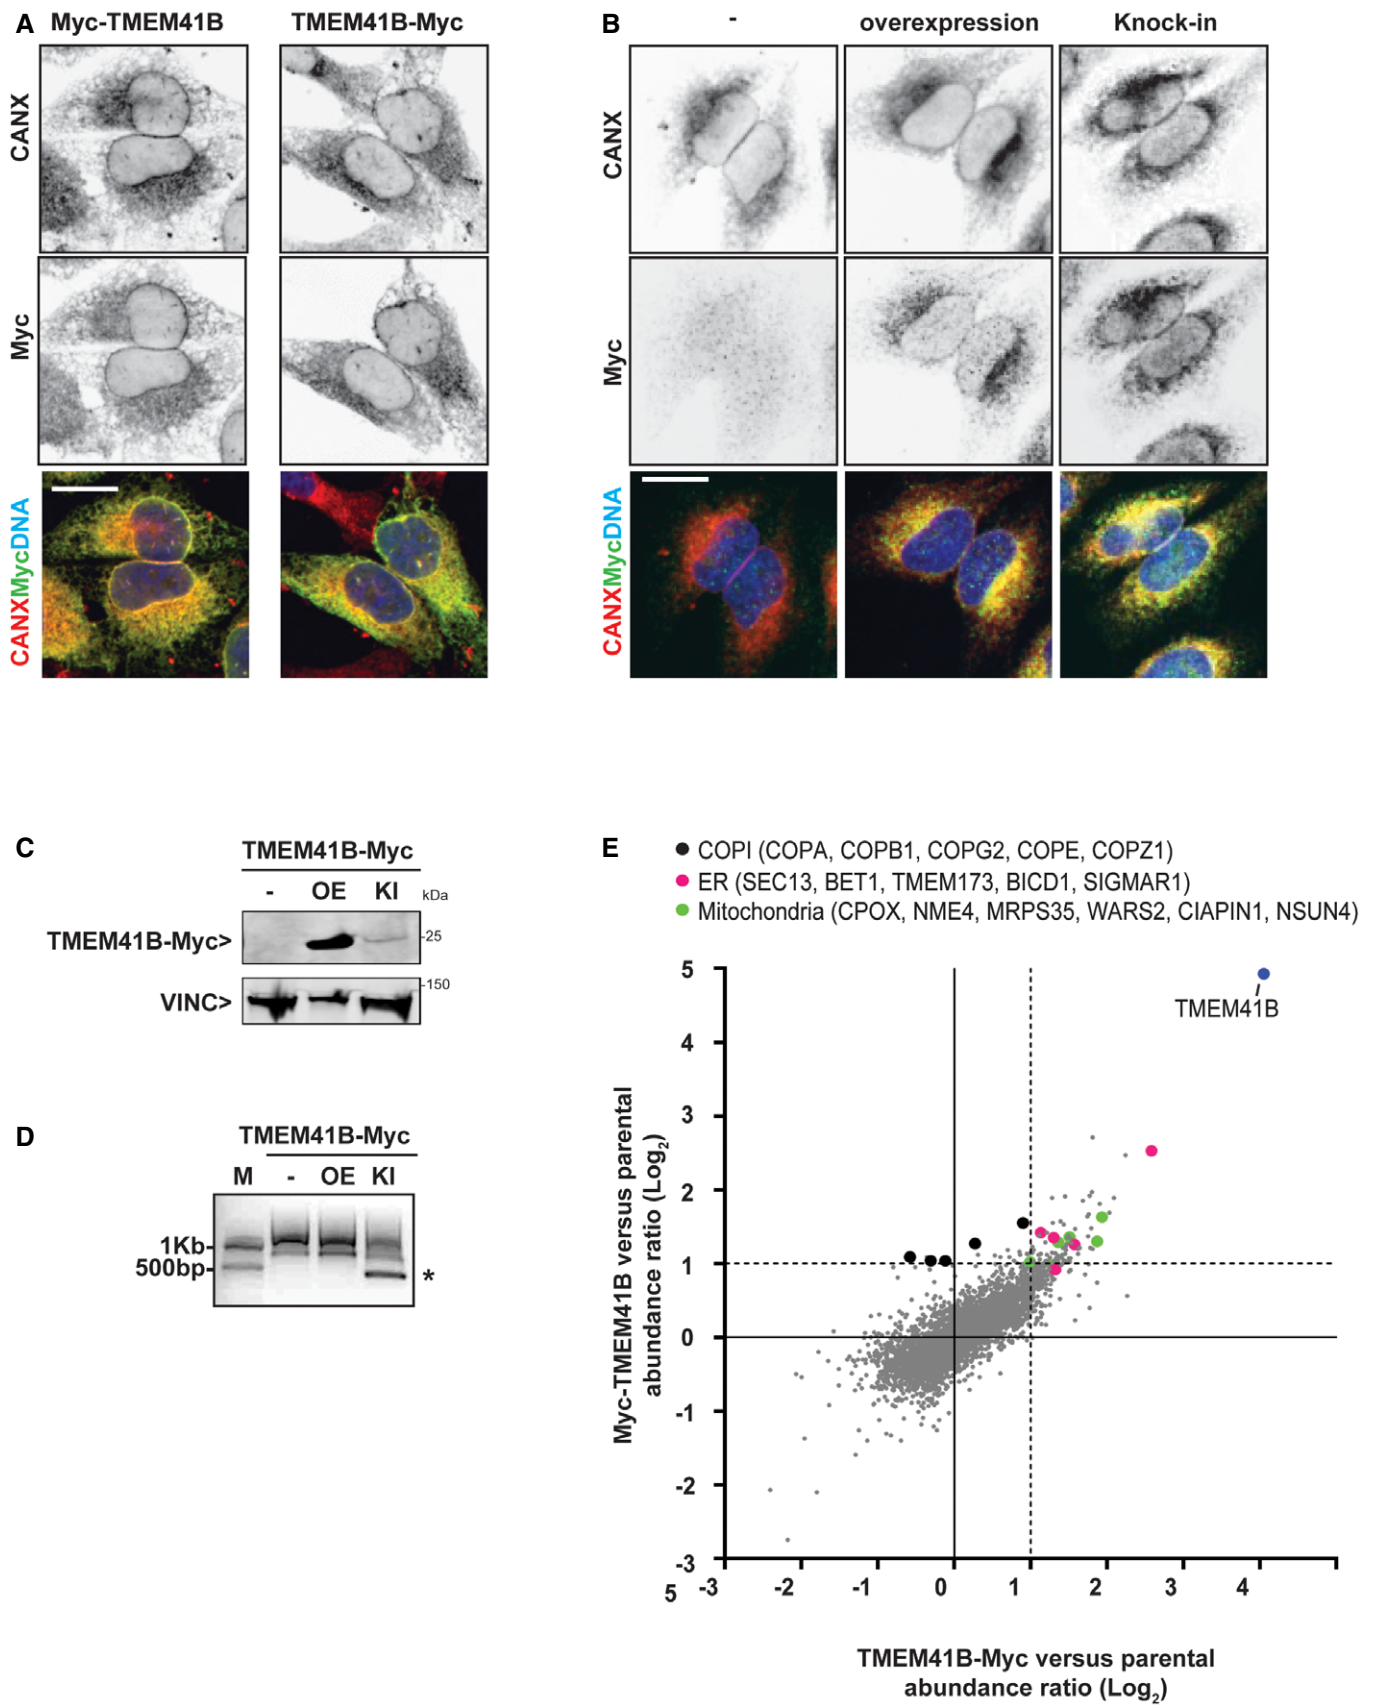 A
Myc-TMEM41B
TMEM41B-Myc
CANX
Myc
CANXMycDNA
B
-
overexpression
Knock-in
CANX
Myc
CANXMycDNA
C
TMEM41B-Myc
-
OE
KI
kDa
TMEM41B-Myc>
-25
VINC>
-150
D
TMEM41B-Myc
M
-
OE
KI
1Kb-
500bp-
*
E
COPI (COPA, COPB1, COPG2, COPE, COPZ1)
ER (SEC13, BET1, TMEM173, BICD1, SIGMAR1)
Mitochondria (CPOX, NME4, MRPS35, WARS2, CIAPIN1, NSUN4)
TMEM41B
Myc-TMEM41B versus parental
abundance ratio (Log2)
5
4
3
2
1
0
-1
-2
-3
5 -3 -2 -1 0 1 2 3 4
TMEM41B-Myc versus parental
abundance ratio (Log2)